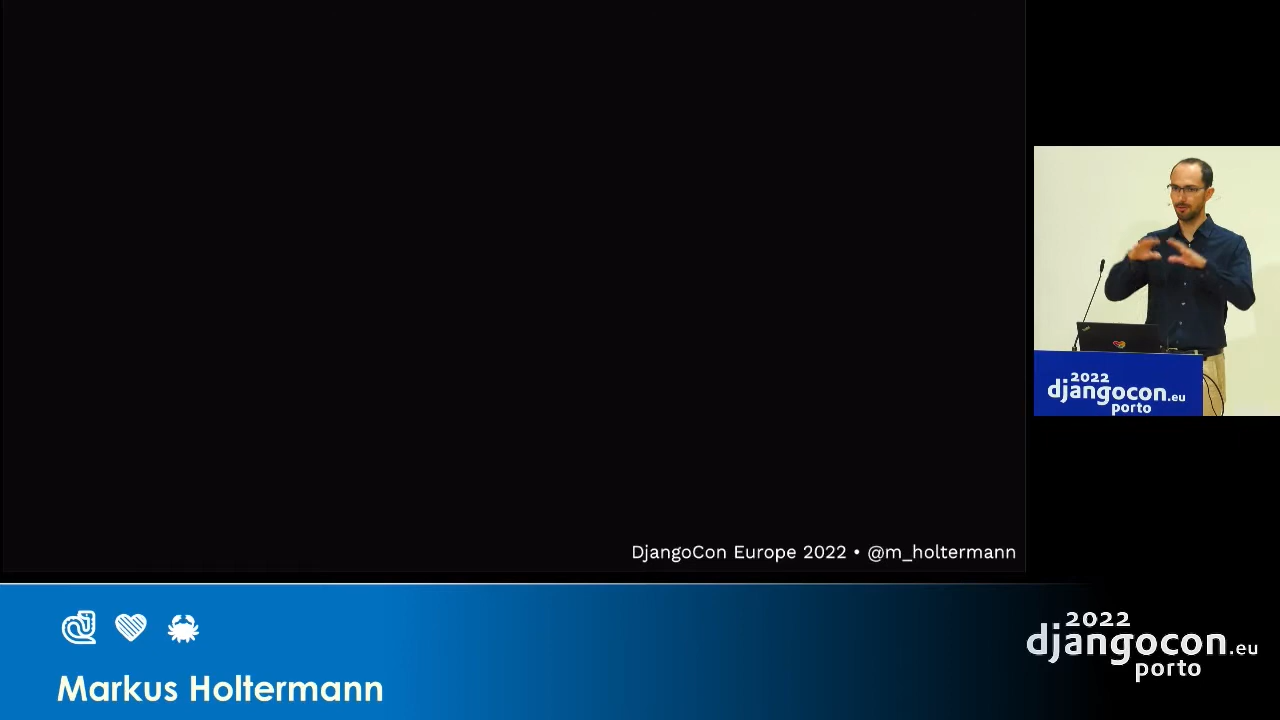 2022
djangocon.eu
porto
DjangoCon Europe 2022 • @m_holtermann
Markus Holtermann
2022
djangocon.eu
porto